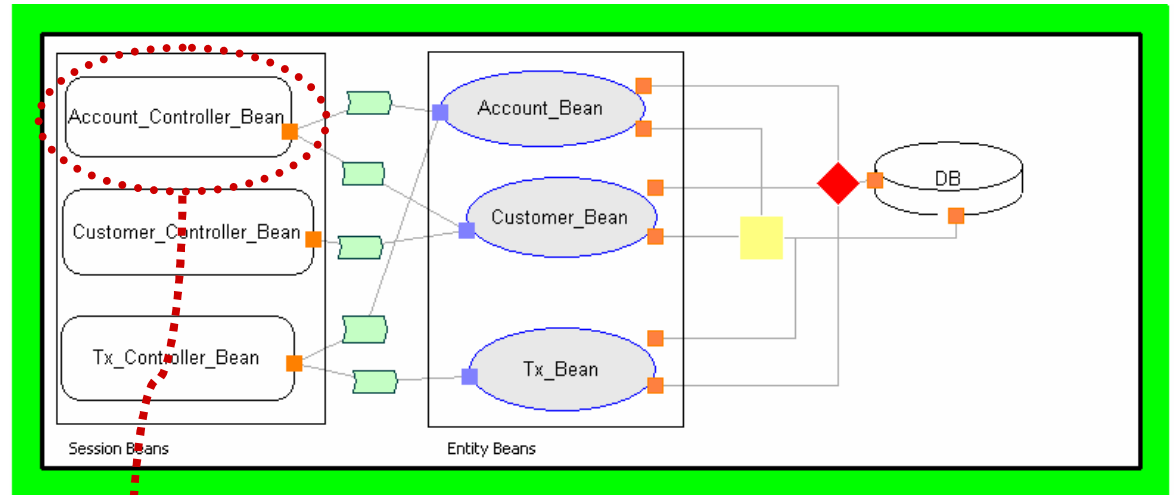 Account_Controller_Bean
Account_Bean
DB
Customer_Controller_Bean
Customer_Bean
Tx_Controller_Bean
Tx_Bean
Session Beans
Entity Beans